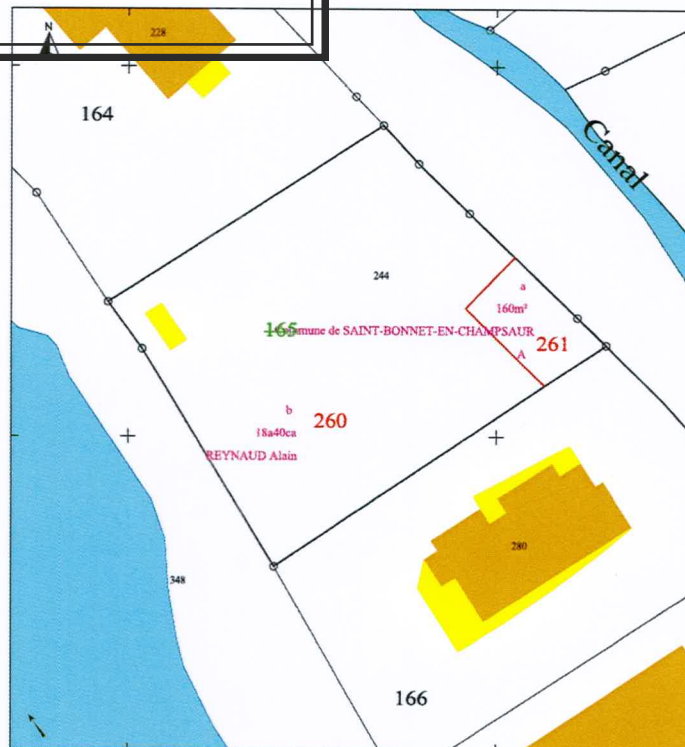 N
228
164
Canal
244
a
160m²
165
Commune de SAINT-BONNET-EN-CHAMPSAUR
261
A
b
260
18a40ca
REYNAUD Alain
280
348
166